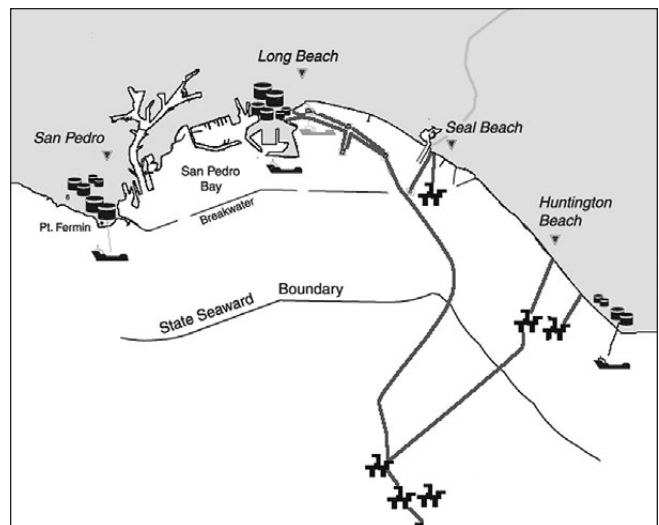 Long Beach
San Pedro
Seal Beach
San Pedro
Bay
Huntington
Beach
Breakwater
Pt. Fermin
State Seaward Boundary